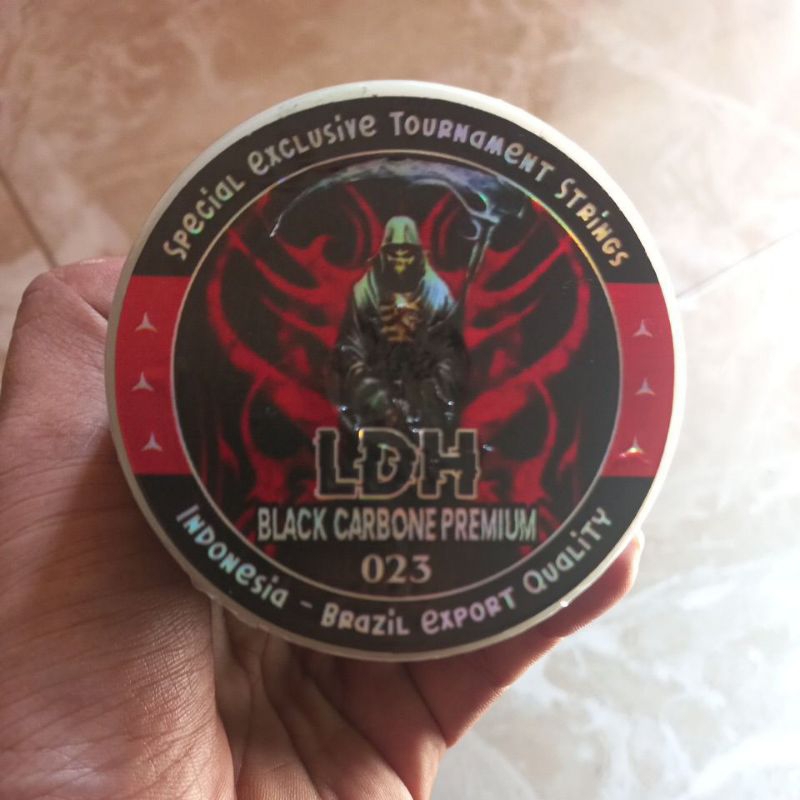 Special exclusive Tournament Strings
LDH
BLACK CARBONE PREMIUM
023
Indonesia - Brazil export Quality